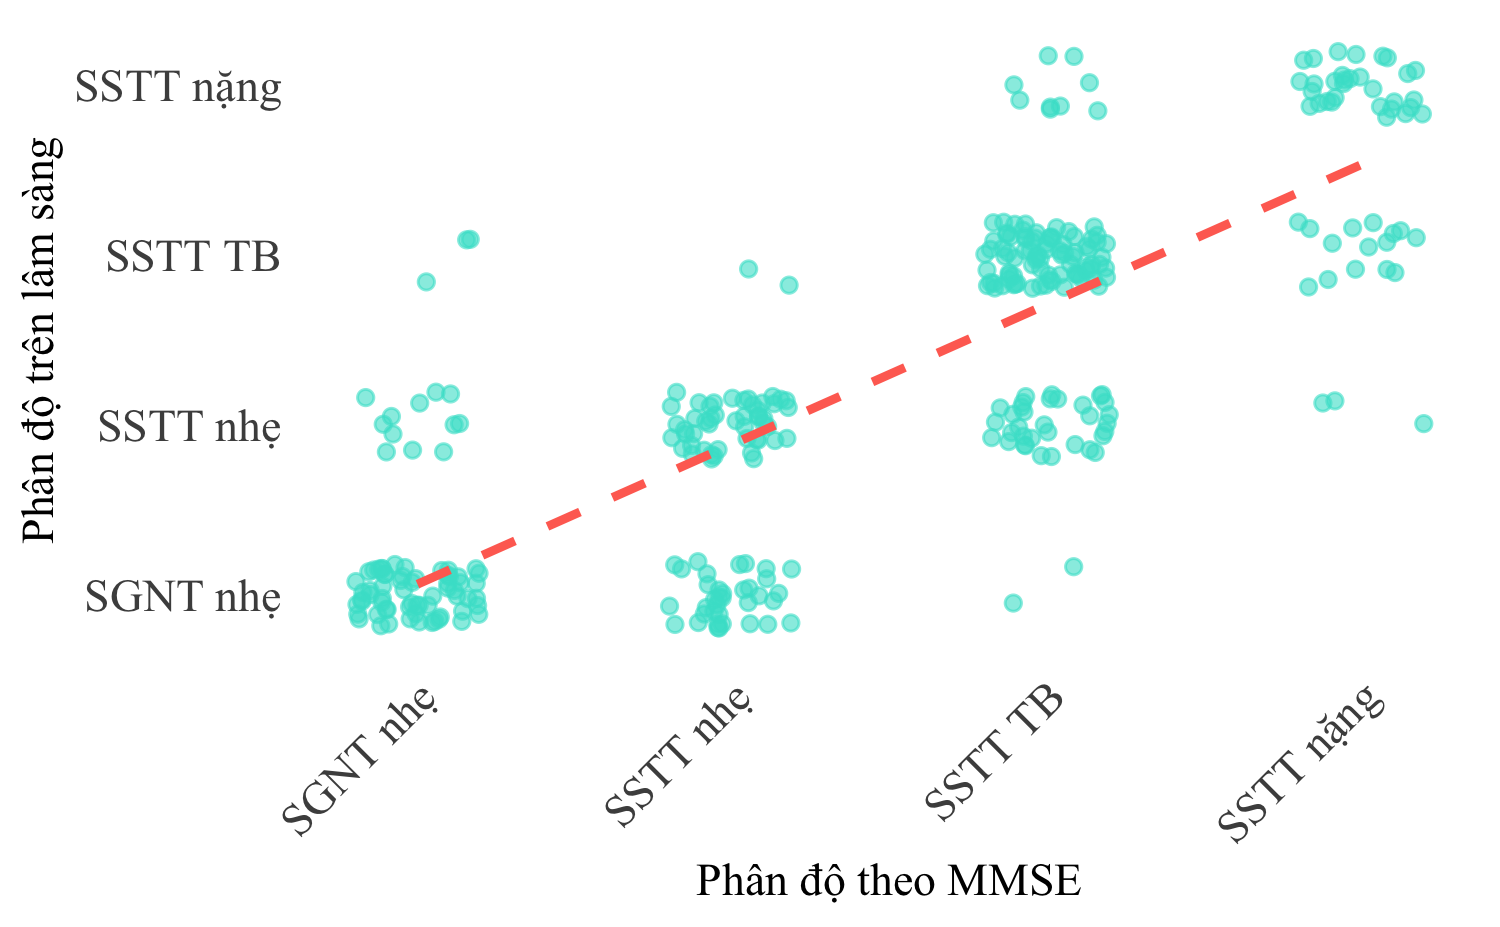 Phân độ trên lâm sàng
SSTT nặng
SSTT TB
SSTT nhẹ
SGNT nhẹ
SGNT nhẹ
SSTT nhẹ
SSTT TB
SSTT nặng
Phân độ theo MMSE